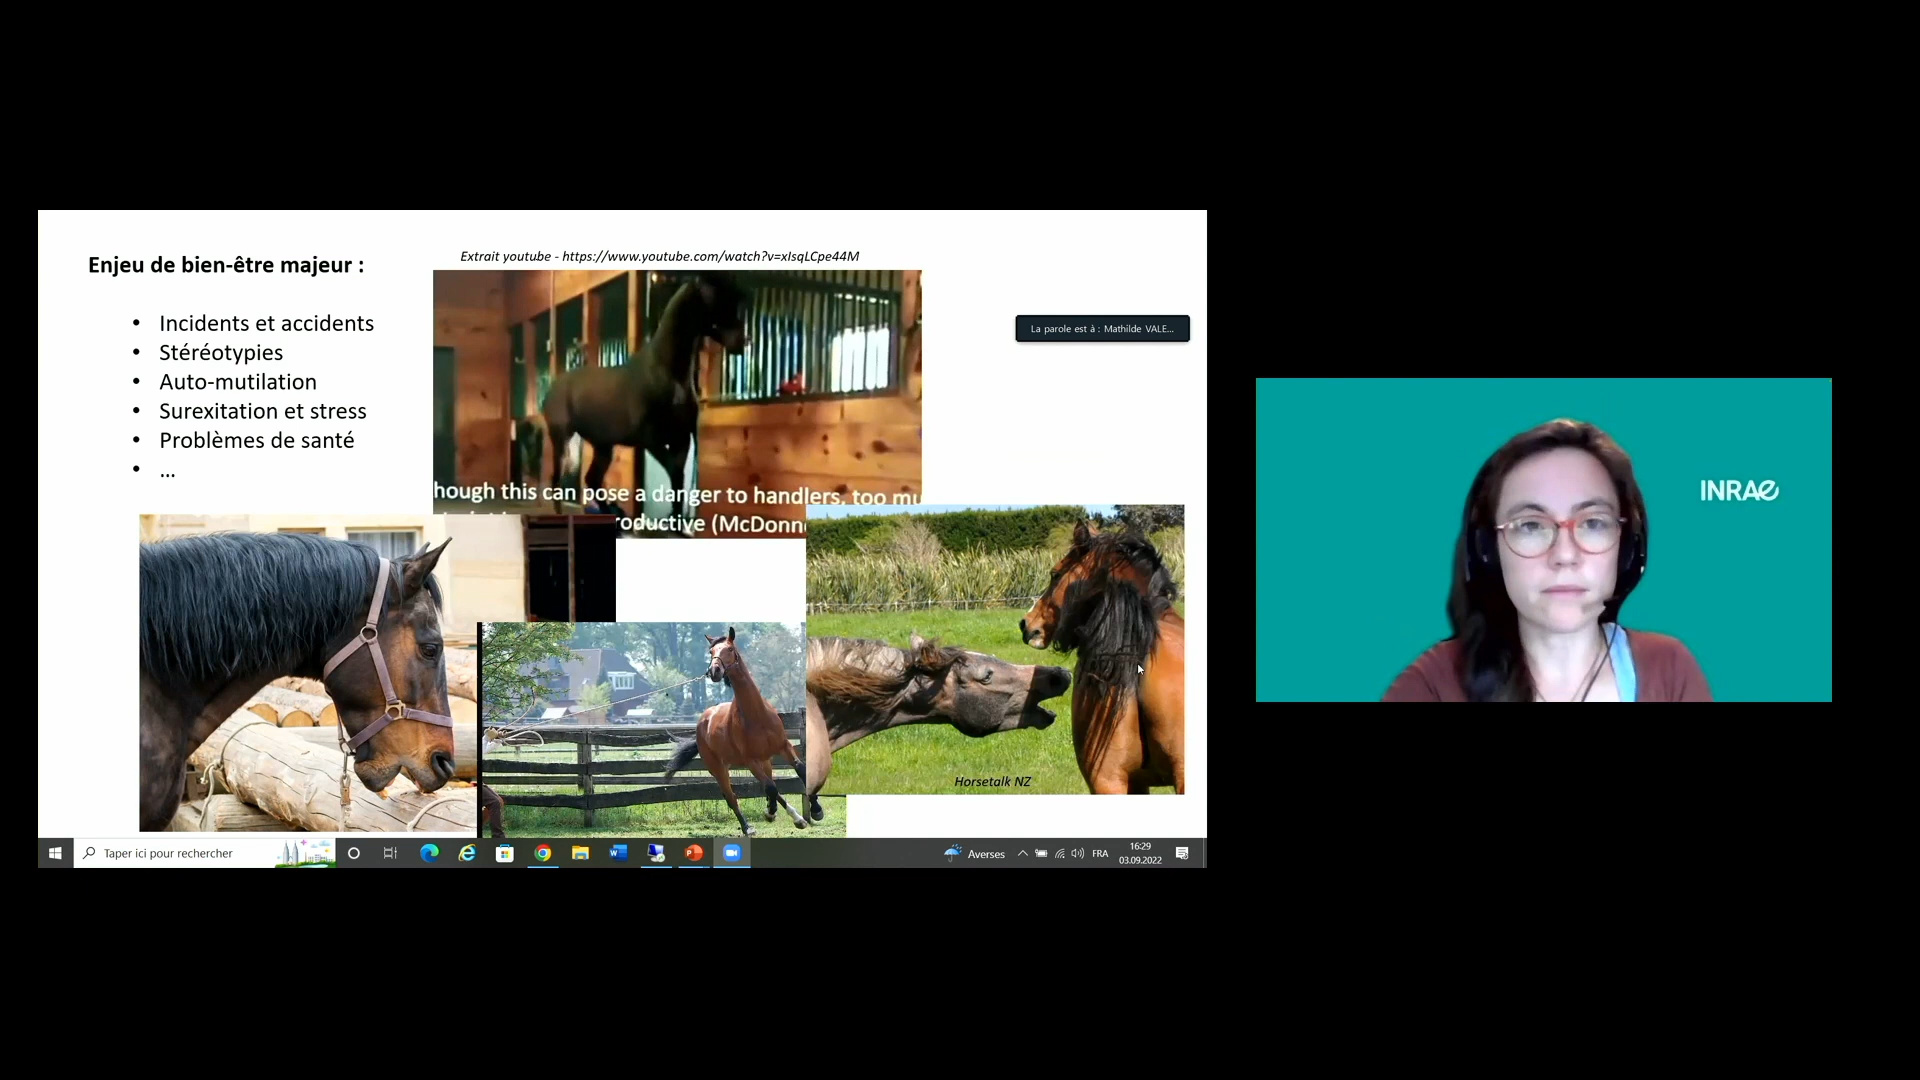 Enjeu de bien-être majeur :
• Incidents et accidents
• Stéréotypies
• Auto-mutilation
• Surexitation et stress
• Problèmes de santé
• ...
Extrait youtube - https://www.youtube.com/watch?v=xIsqLCpe44M
hough this can pose a danger to handlers, too mu
roductive (McDonn
Horsetalk NZ
La parole est à : Mathilde VALE...
INRAE
Taper ici pour rechercher
Averses
FRA
16:29
03.09.2022